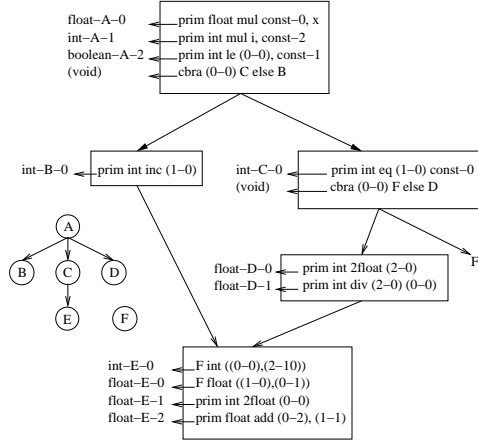 float–A–0 prim float mul const–0, x
int–A–1 prim int mul i, const–2
boolean–A–2 prim int le (0–0), const–1
(void) cbra (0–0) C else B
int–B–0 prim int inc (1–0)
int–C–0 prim int eq (1–0) const–0
(void) cbra (0–0) F else D
A
B C D
F
float–D–0 prim int 2float (2–0)
float–D–1 prim int div (2–0) (0–0)
E F
int–E–0 F int ((0–0),(2–10))
float–E–0 F float ((1–0),(0–1))
float–E–1 prim int 2float (0–0)
float–E–2 prim float add (0–2), (1–1)